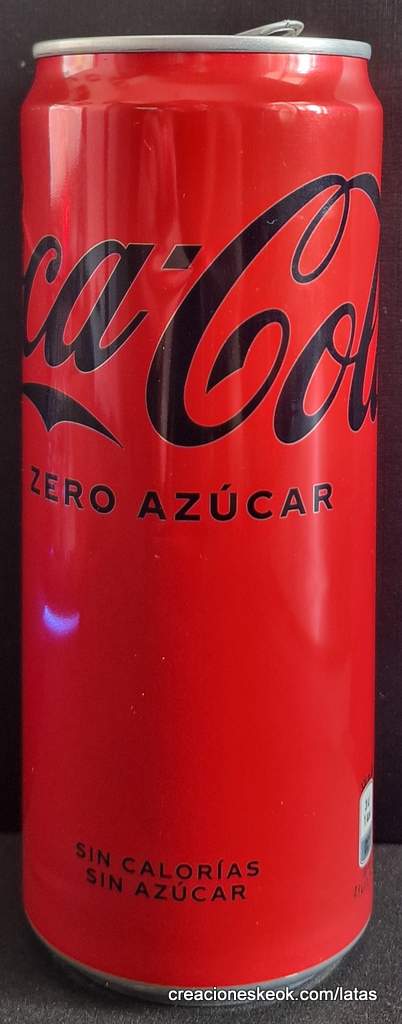 ca-Col
ZERO AZÚCAR
SIN CALORÍAS
SIN AZÚCAR
creacioneskeok.com/latas